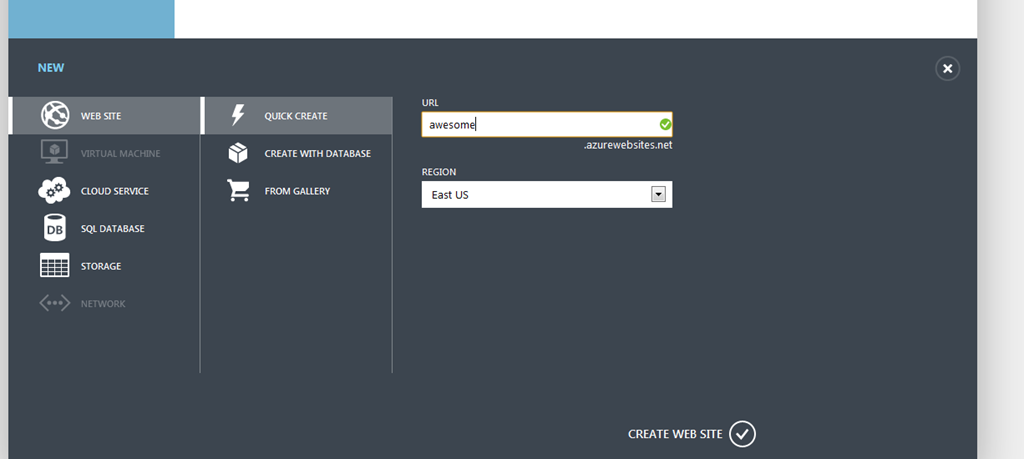 NEW
WEB SITE
VIRTUAL MACHINE
CLOUD SERVICE
DB
SQL DATABASE
STORAGE
NETWORK
QUICK CREATE
CREATE WITH DATABASE
FROM GALLERY
URL
awesome
.azurewebsites.net
REGION
East US
CREATE WEB SITE